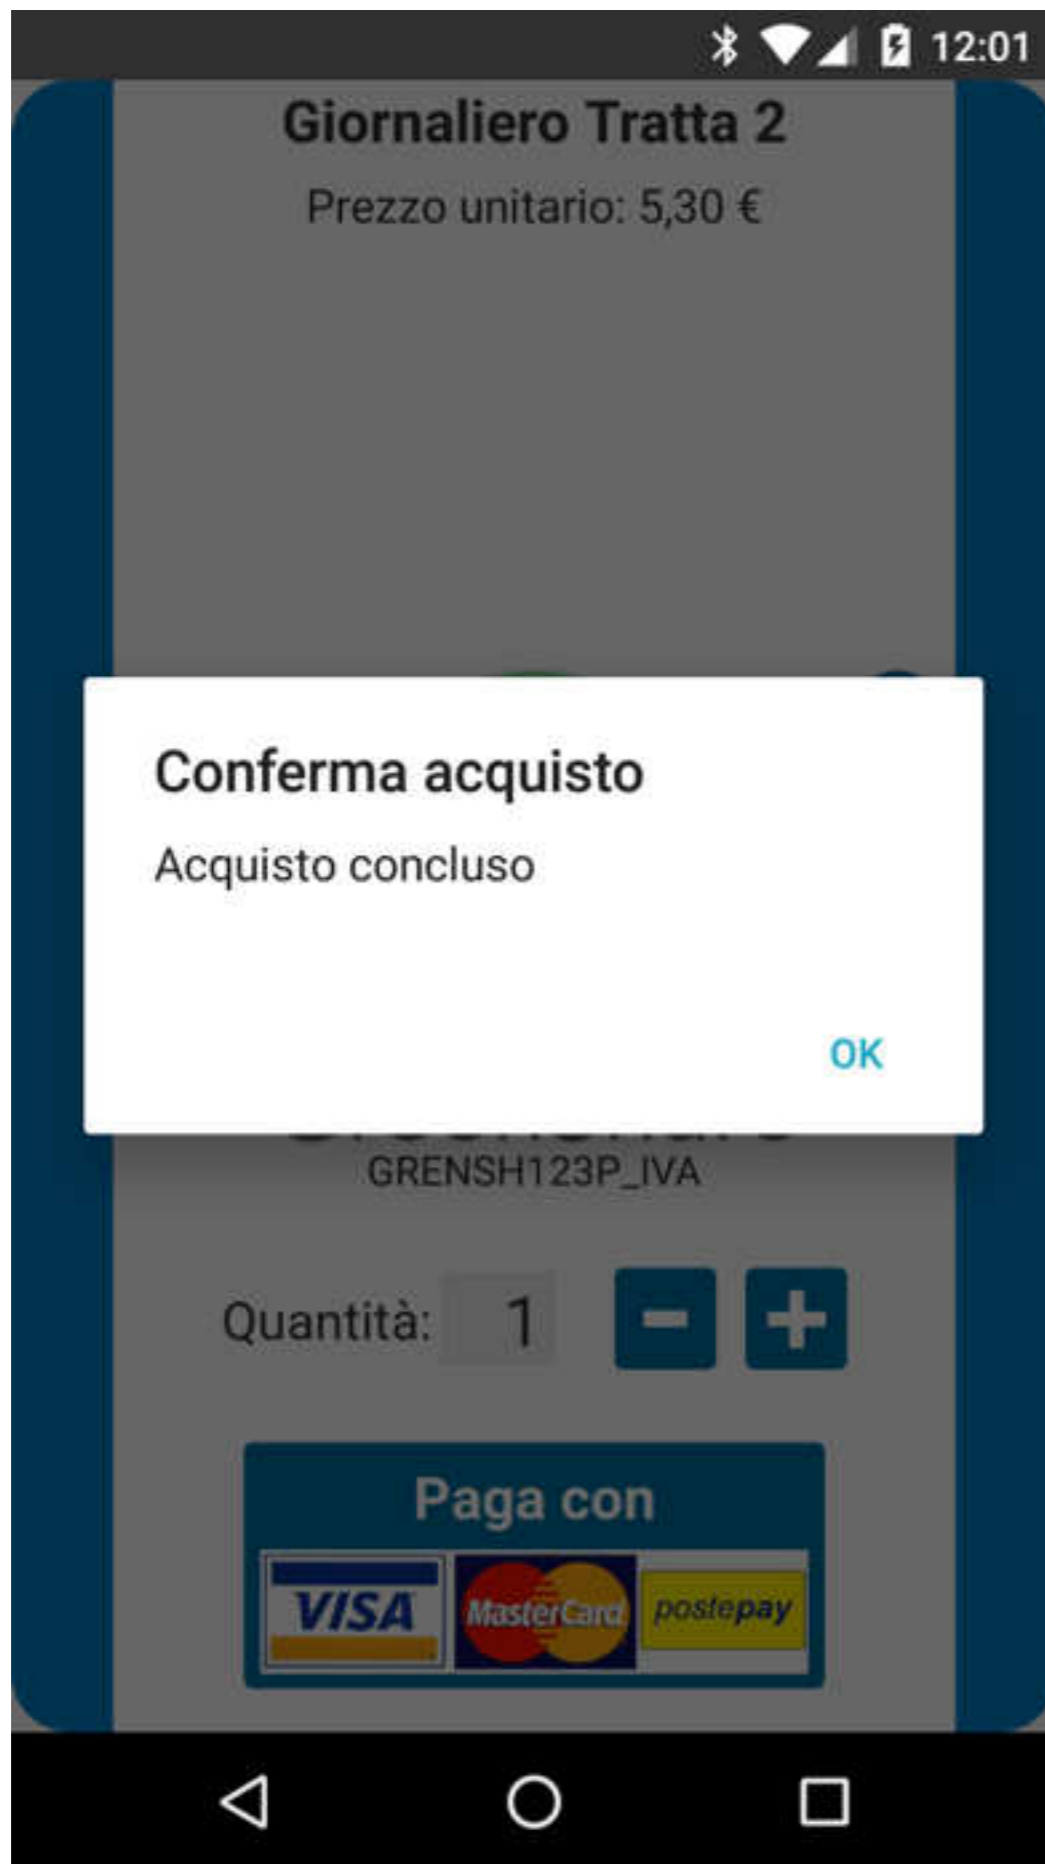 12:01
Giornaliero Tratta 2
Prezzo unitario: 5,30 €
Conferma acquisto
Acquisto concluso
OK
GRENSH123P_IVA
Quantità: 1
Paga con
VISA MasterCard postepay